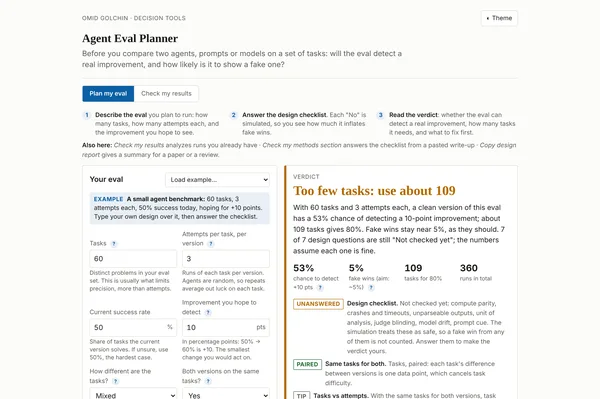 OMID GOLCHIN · DECISION TOOLS
Theme
Agent Eval Planner
Before you compare two agents, prompts or models on a set of tasks: will the eval detect a
real improvement, and how likely is it to show a fake one?
Plan my eval
Check my results
1 Describe the eval you plan to run: how
many tasks, how many attempts each, and
the improvement you hope to see.
2 Answer the design checklist. Each "No" is
simulated, so you see how much it inflates
fake wins.
3 Read the verdict: whether the eval can
detect a real improvement, how many tasks
it needs, and what to fix first.
Also here: Check my results analyzes runs you already have · Check my methods section answers the checklist from a pasted write-up · Copy design
report gives a summary for a paper or a review.
Your eval
Load example...
EXAMPLE A small agent benchmark: 60 tasks, 3
attempts each, 50% success today, hoping for +10 points.
Type your own design over it, then answer the checklist.
Tasks ?
Attempts per task, per
version ?
60
3
Distinct problems in your eval
set. This is usually what limits
precision, more than attempts.
Runs of each task per version.
Agents are random, so repeats
average out luck on each task.
Current success rate
Improvement you hope to
detect ?
50 %
10 pts
Share of tasks the current
version solves. If unsure, use
50%, the hardest case.
In percentage points: 50% →
60% is +10. The smallest
change you would act on.
How different are the
tasks? ?
Both versions on the same
tasks? ?
Mixed
Yes
VERDICT
Too few tasks: use about 109
With 60 tasks and 3 attempts each, a clean version of this eval
has a 53% chance of detecting a 10-point improvement; about
109 tasks gives 80%. Fake wins stay near 5%, as they should. 7
of 7 design questions are still "Not checked yet"; the numbers
assume each one is fine.
53%
chance to detect
+10 pts ?
5%
fake wins (aim:
~5%) ?
109
tasks for 80%
360
runs in total
UNANSWERED Design checklist. Not checked yet: compute parity,
crashes and timeouts, unparseable outputs, unit of
analysis, judge blinding, model drift, prompt cue. The
simulation treats these as safe, so a fake win from any
of them is not counted. Answer them to make the
verdict yours.
PAIRED Same tasks for both. Tasks, paired: each task's difference
between versions is one data point, which cancels task
difficulty.
TIP Tasks vs attempts. With the same tasks for both versions, task